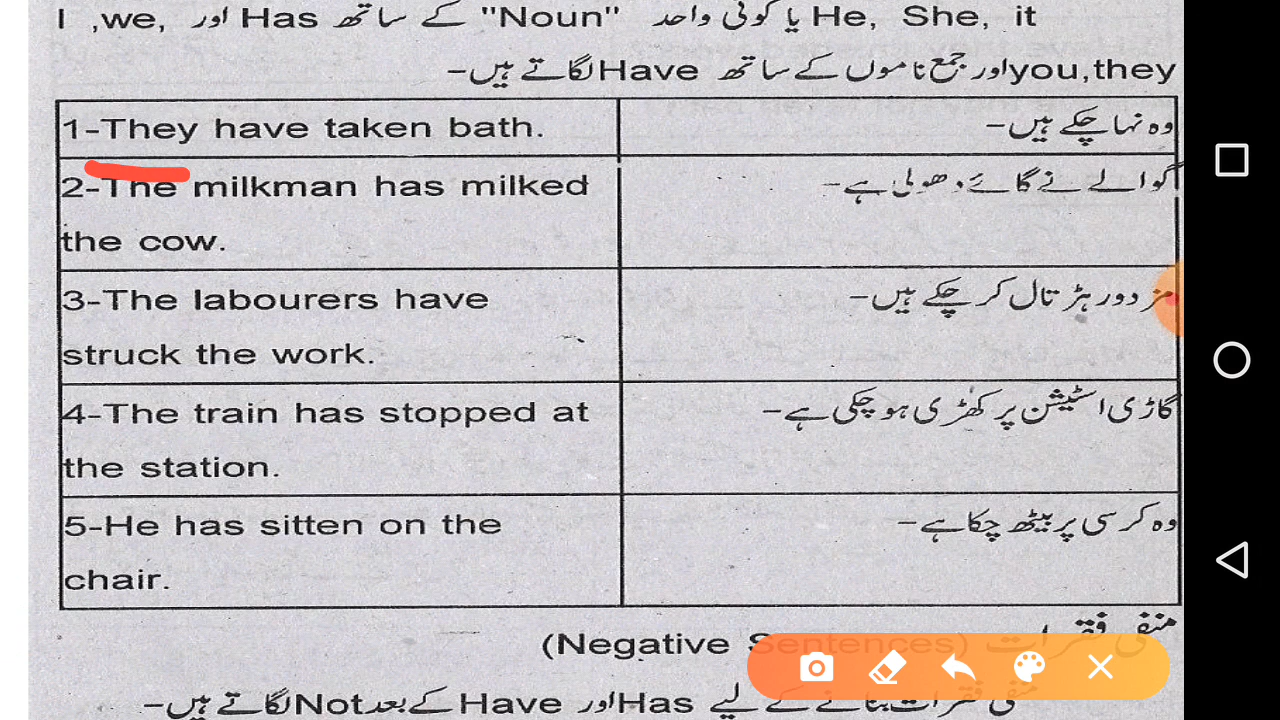 He, She, it یا کوئی واحد "Noun" کے ساتھ Has اور I ,we,
you,they اور جمع ناموں کے ساتھ Have لگاتے ہیں-
1-They have taken bath.
وہ نہا چکے ہیں-
2-The milkman has milked
the cow.
گوالے نے گائے دھولی ہے-
3-The labourers have
struck the work.
مزدور ہڑتال کر چکے ہیں-
4-The train has stopped at
the station.
گاڑی اسٹیشن پر کھڑی ہو چکی ہے-
5-He has sitten on the
chair.
وہ کرسی پر بیٹھ چکا ہے-
منفی فقرات (Negative Sentences)
منفی فقرات بنانے کے لیے Has اور Have کے بعد Not لگاتے ہیں-